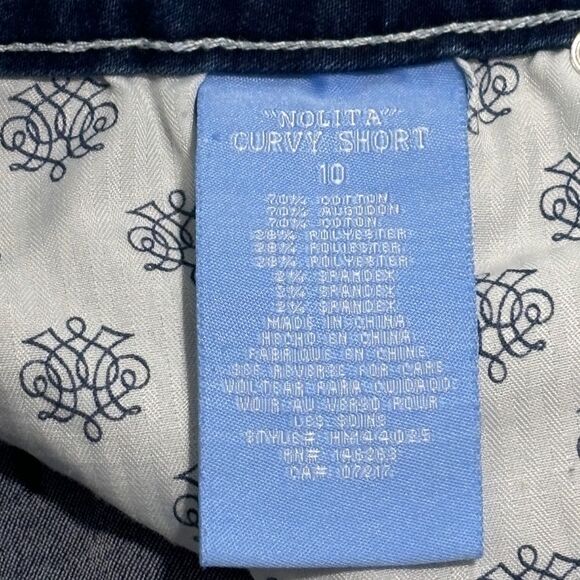 "NOLITA"
CURVY SHORT
10
70% COTTON
70% ALGODON
70% COTON
28% POLYESTER
28% POLIESTER
28% POLYESTER
2% SPANDEX
2% SPANDEX
2% SPANDEX
MADE IN CHINA
HECHO EN CHINA
FABRIQUE EN CHINE
SEE REVERSE FOR CARE
VOLTEAR PARA CUIDADO
VOIR AU VERSO POUR
LES SOINS
STYLE#: HM44025
RN#: 146263
CA#: 07217